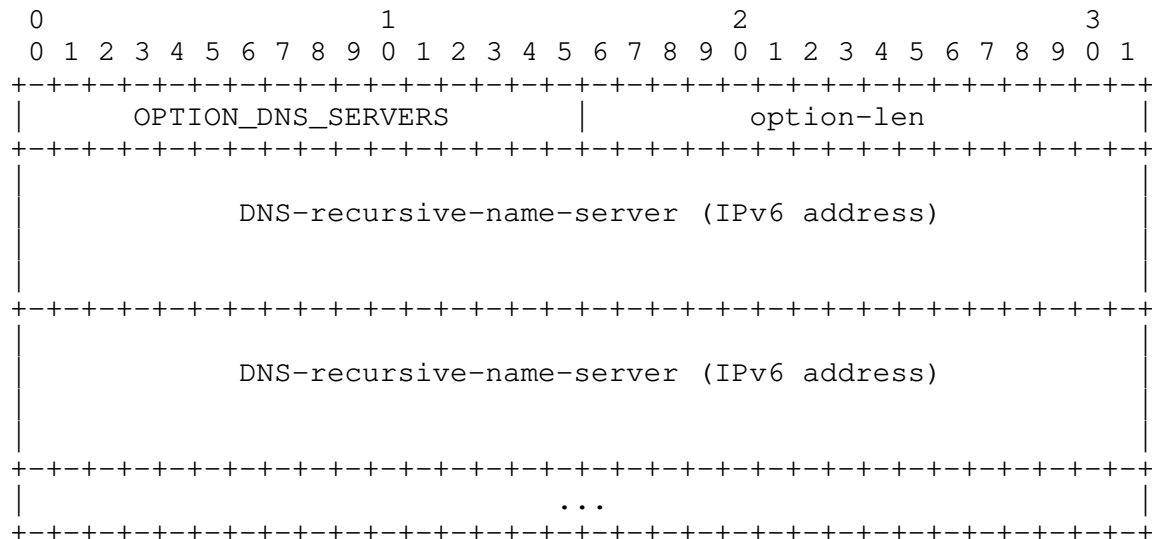 0                   1                   2                   3
 0 1 2 3 4 5 6 7 8 9 0 1 2 3 4 5 6 7 8 9 0 1 2 3 4 5 6 7 8 9 0 1
+-+-+-+-+-+-+-+-+-+-+-+-+-+-+-+-+-+-+-+-+-+-+-+-+-+-+-+-+-+-+-+-+
|      OPTION_DNS_SERVERS       |         option-len            |
+-+-+-+-+-+-+-+-+-+-+-+-+-+-+-+-+-+-+-+-+-+-+-+-+-+-+-+-+-+-+-+-+
|                                                               |
|            DNS-recursive-name-server (IPv6 address)           |
|                                                               |
|                                                               |
+-+-+-+-+-+-+-+-+-+-+-+-+-+-+-+-+-+-+-+-+-+-+-+-+-+-+-+-+-+-+-+-+
|                                                               |
|            DNS-recursive-name-server (IPv6 address)           |
|                                                               |
|                                                               |
+-+-+-+-+-+-+-+-+-+-+-+-+-+-+-+-+-+-+-+-+-+-+-+-+-+-+-+-+-+-+-+-+
|                              ...                              |
+-+-+-+-+-+-+-+-+-+-+-+-+-+-+-+-+-+-+-+-+-+-+-+-+-+-+-+-+-+-+-+-+